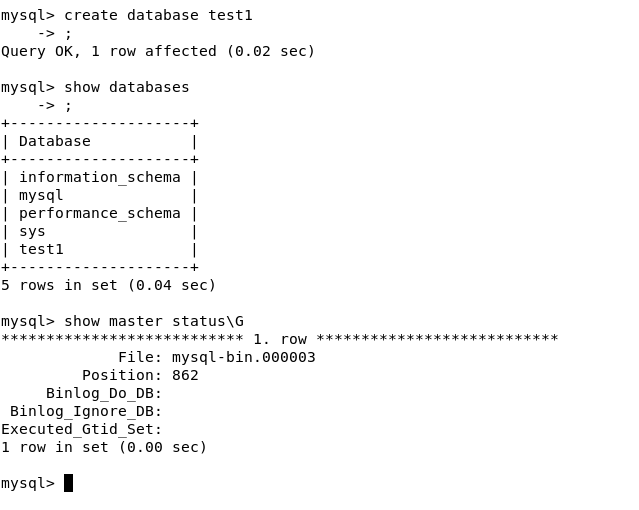 mysql> create database test1
    -> ;
Query OK, 1 row affected (0.02 sec)

mysql> show databases
    -> ;
+--------------------+
| Database           |
+--------------------+
| information_schema |
| mysql              |
| performance_schema |
| sys                |
| test1              |
+--------------------+
5 rows in set (0.04 sec)

mysql> show master status\G
*************************** 1. row ***************************
             File: mysql-bin.000003
         Position: 862
     Binlog_Do_DB:
 Binlog_Ignore_DB:
Executed_Gtid_Set:
1 row in set (0.00 sec)

mysql>